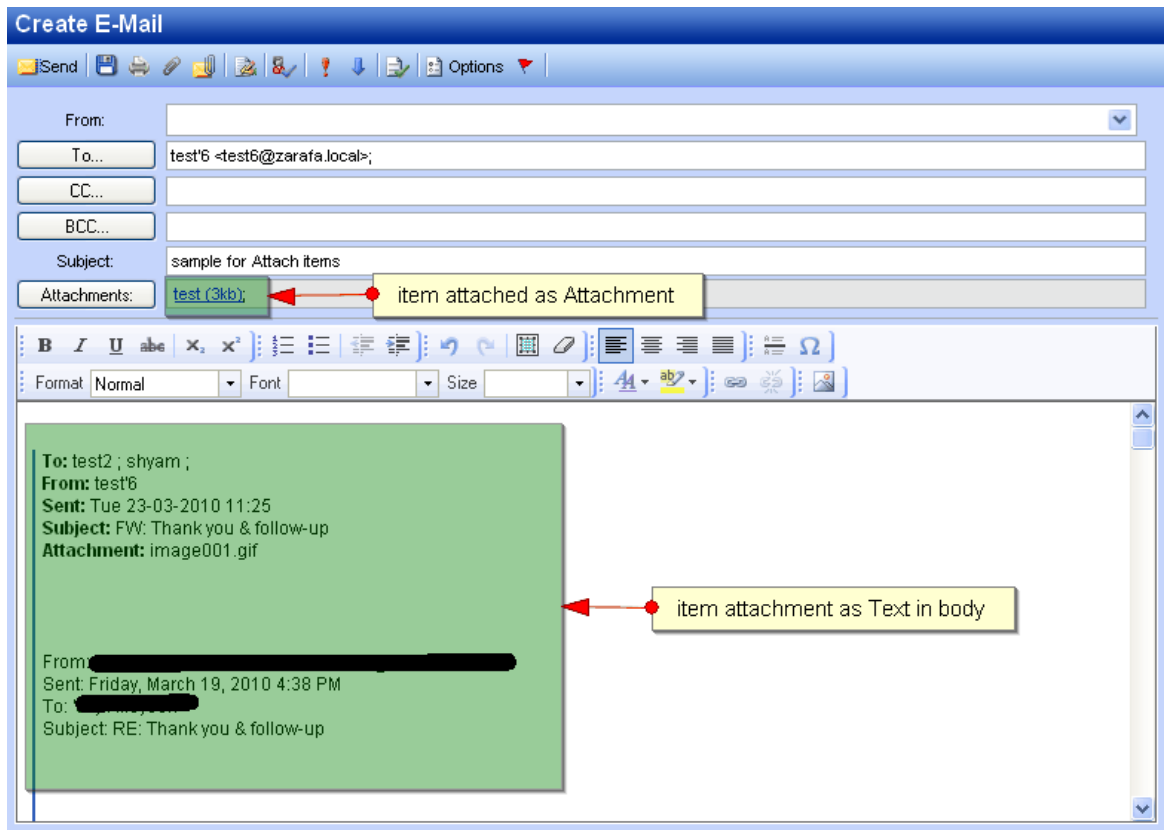 Create E-Mail
Send Options
From:
To... test'6 <test6@zarafa.local>;
CC...
BCC...
Subject: sample for Attach items
Attachments: test (3kb); item attached as Attachment
B I U abc x₂ x² Ω
Format Normal Font Size
To: test2 ; shyam ;
From: test'6
Sent: Tue 23-03-2010 11:25
Subject: FW: Thank you & follow-up
Attachment: image001.gif
item attachment as Text in body
From:
Sent: Friday, March 19, 2010 4:38 PM
To:
Subject: RE: Thank you & follow-up